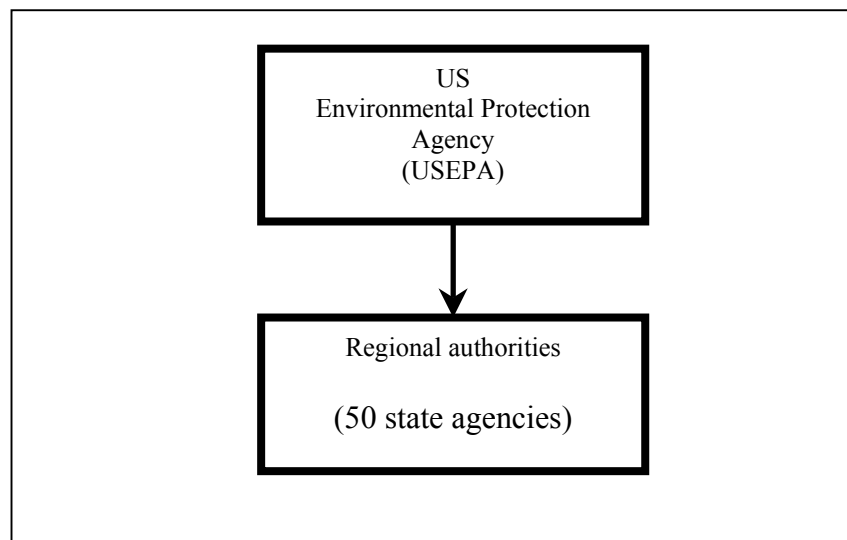 US
Environmental Protection
Agency
(USEPA)
Regional authorities
(50 state agencies)